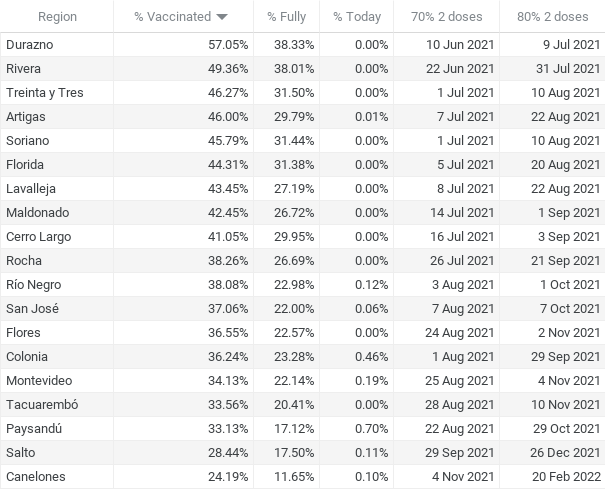 Region % Vaccinated % Fully % Today 70% 2 doses 80% 2 doses
Durazno 57.05% 38.33% 0.00% 10 Jun 2021 9 Jul 2021
Rivera 49.36% 38.01% 0.00% 22 Jun 2021 31 Jul 2021
Treinta y Tres 46.27% 31.50% 0.00% 1 Jul 2021 10 Aug 2021
Artigas 46.00% 29.79% 0.01% 7 Jul 2021 22 Aug 2021
Soriano 45.79% 31.44% 0.00% 1 Jul 2021 10 Aug 2021
Florida 44.31% 31.38% 0.00% 5 Jul 2021 20 Aug 2021
Lavalleja 43.45% 27.19% 0.00% 8 Jul 2021 22 Aug 2021
Maldonado 42.45% 26.72% 0.00% 14 Jul 2021 1 Sep 2021
Cerro Largo 41.05% 29.95% 0.00% 16 Jul 2021 3 Sep 2021
Rocha 38.26% 26.69% 0.00% 26 Jul 2021 21 Sep 2021
Río Negro 38.08% 22.98% 0.12% 3 Aug 2021 1 Oct 2021
San José 37.06% 22.00% 0.06% 7 Aug 2021 7 Oct 2021
Flores 36.55% 22.57% 0.00% 24 Aug 2021 2 Nov 2021
Colonia 36.24% 23.28% 0.46% 1 Aug 2021 29 Sep 2021
Montevideo 34.13% 22.14% 0.19% 25 Aug 2021 4 Nov 2021
Tacuarembó 33.56% 20.41% 0.00% 28 Aug 2021 10 Nov 2021
Paysandú 33.13% 17.12% 0.70% 22 Aug 2021 29 Oct 2021
Salto 28.44% 17.50% 0.11% 29 Sep 2021 26 Dec 2021
Canelones 24.19% 11.65% 0.10% 4 Nov 2021 20 Feb 2022